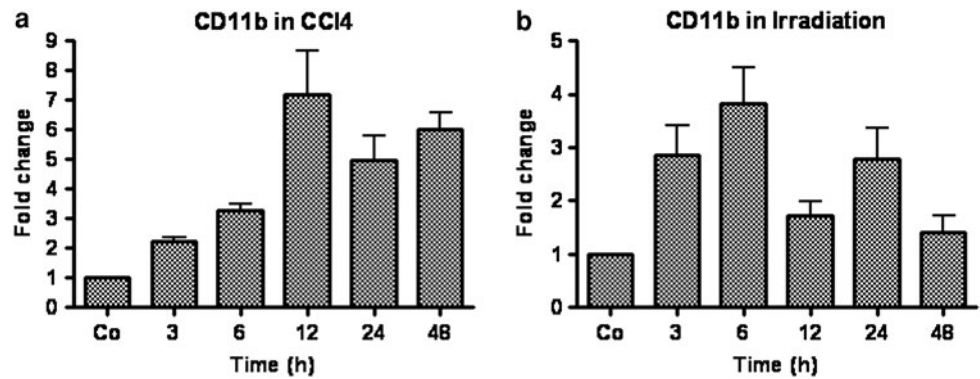 a
CD11b in CCl4
Fold change
9
8
7
6
5
4
3
2
1
0
Co 3 6 12 24 48
Time (h)
b
CD11b in Irradiation
Fold change
5
4
3
2
1
0
Co 3 6 12 24 48
Time (h)